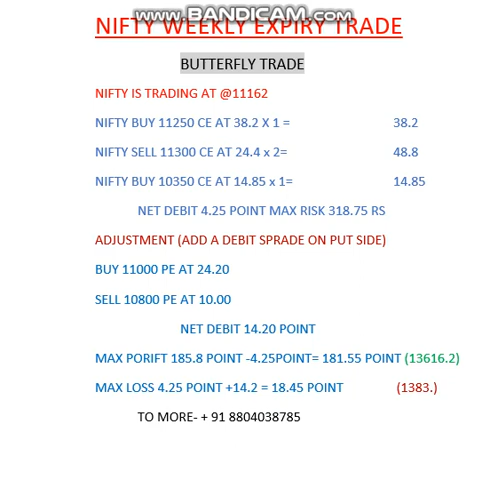 www.BANDICAM.com
NIFTY WEEKLY EXPIRY TRADE
BUTTERFLY TRADE
NIFTY IS TRADING AT @11162
NIFTY BUY 11250 CE AT 38.2 X 1 = 38.2
NIFTY SELL 11300 CE AT 24.4 x 2= 48.8
NIFTY BUY 10350 CE AT 14.85 x 1= 14.85
NET DEBIT 4.25 POINT MAX RISK 318.75 RS
ADJUSTMENT (ADD A DEBIT SPRADE ON PUT SIDE)
BUY 11000 PE AT 24.20
SELL 10800 PE AT 10.00
NET DEBIT 14.20 POINT
MAX PORIFT 185.8 POINT -4.25POINT= 181.55 POINT (13616.2)
MAX LOSS 4.25 POINT +14.2 = 18.45 POINT (1383.)
TO MORE- + 91 8804038785